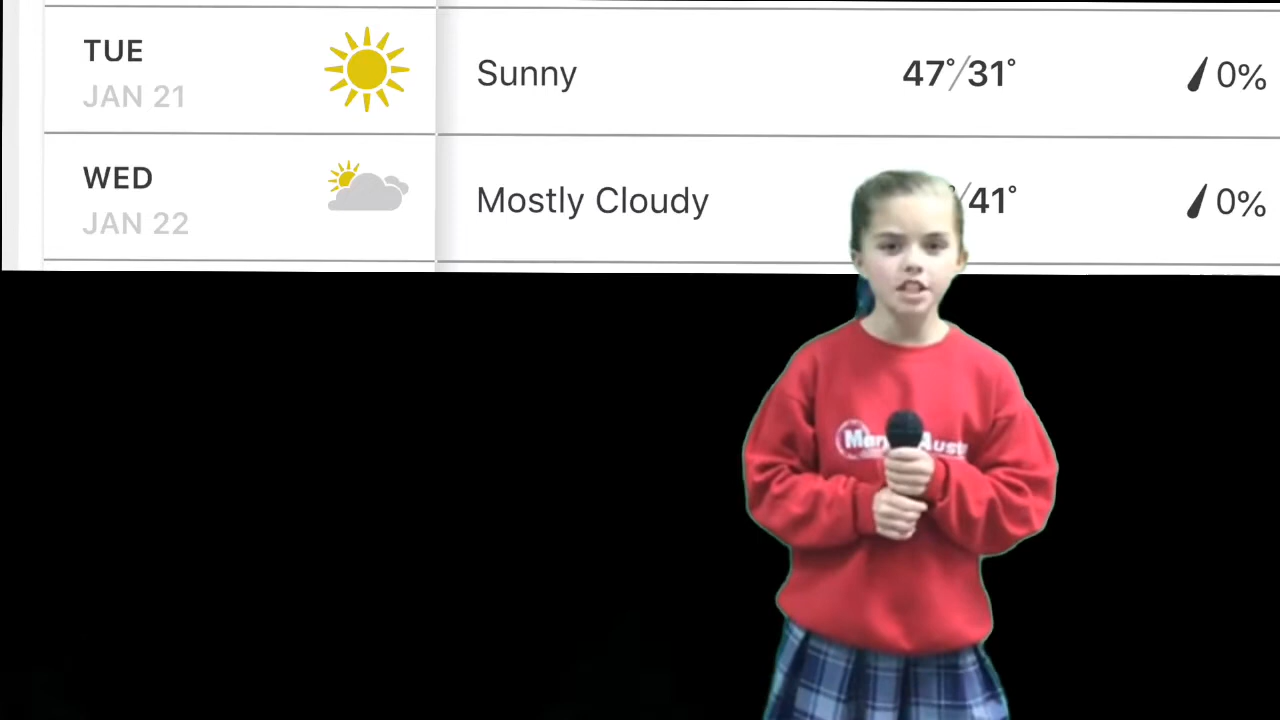 TUE
JAN 21
Sunny
47°/31°
0%
WED
JAN 22
Mostly Cloudy
/41°
0%